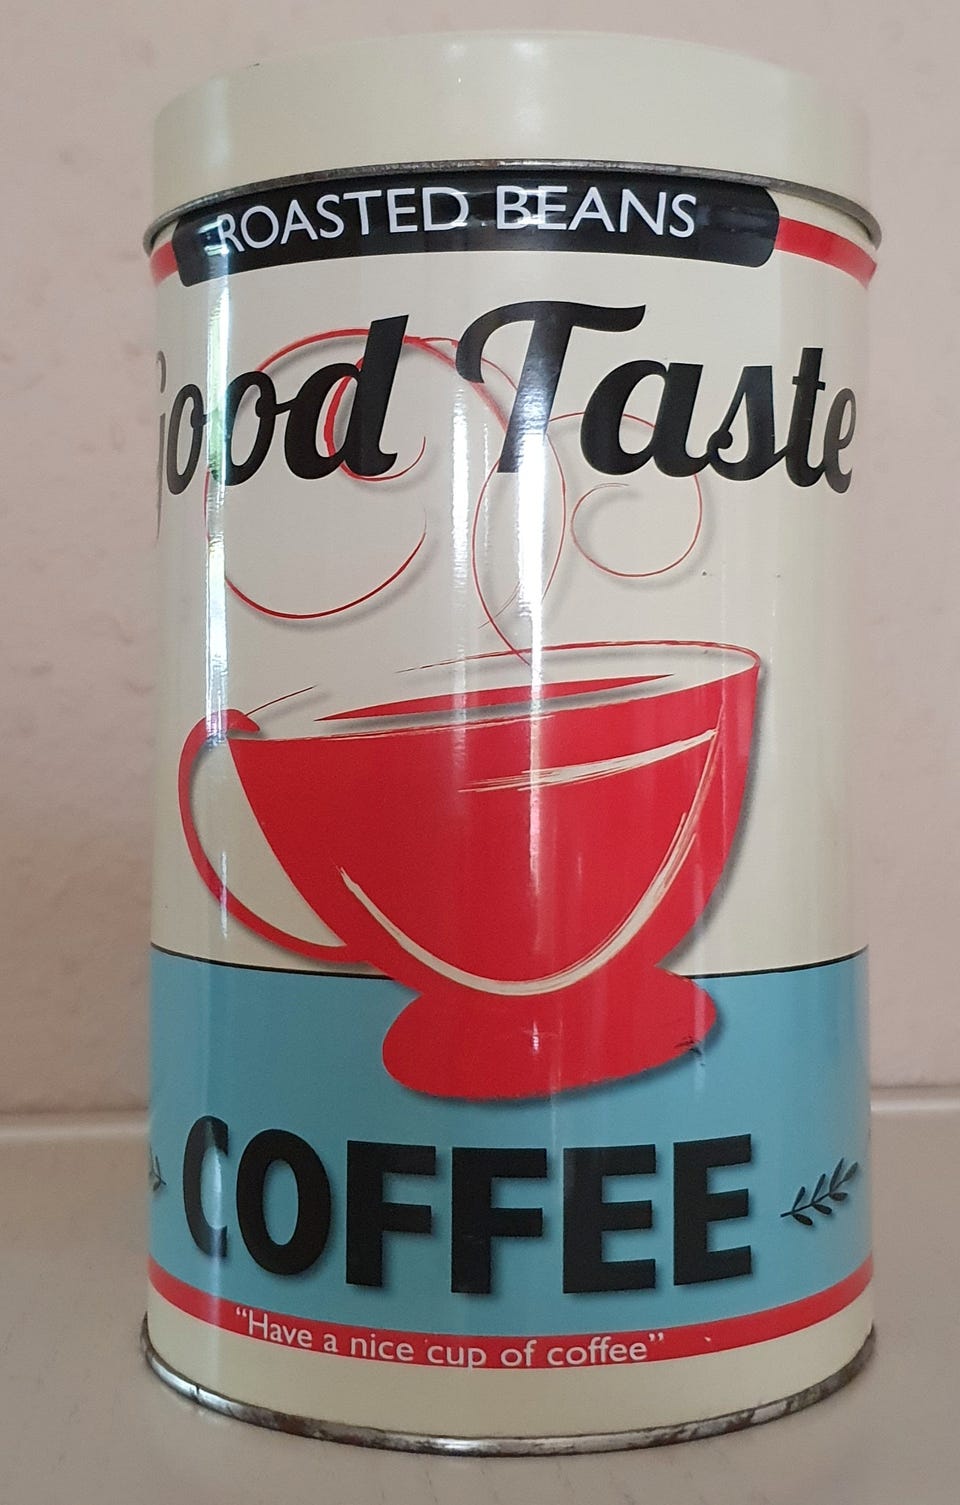 ROASTED BEANS
Good Taste
COFFEE
“Have a nice cup of coffee”